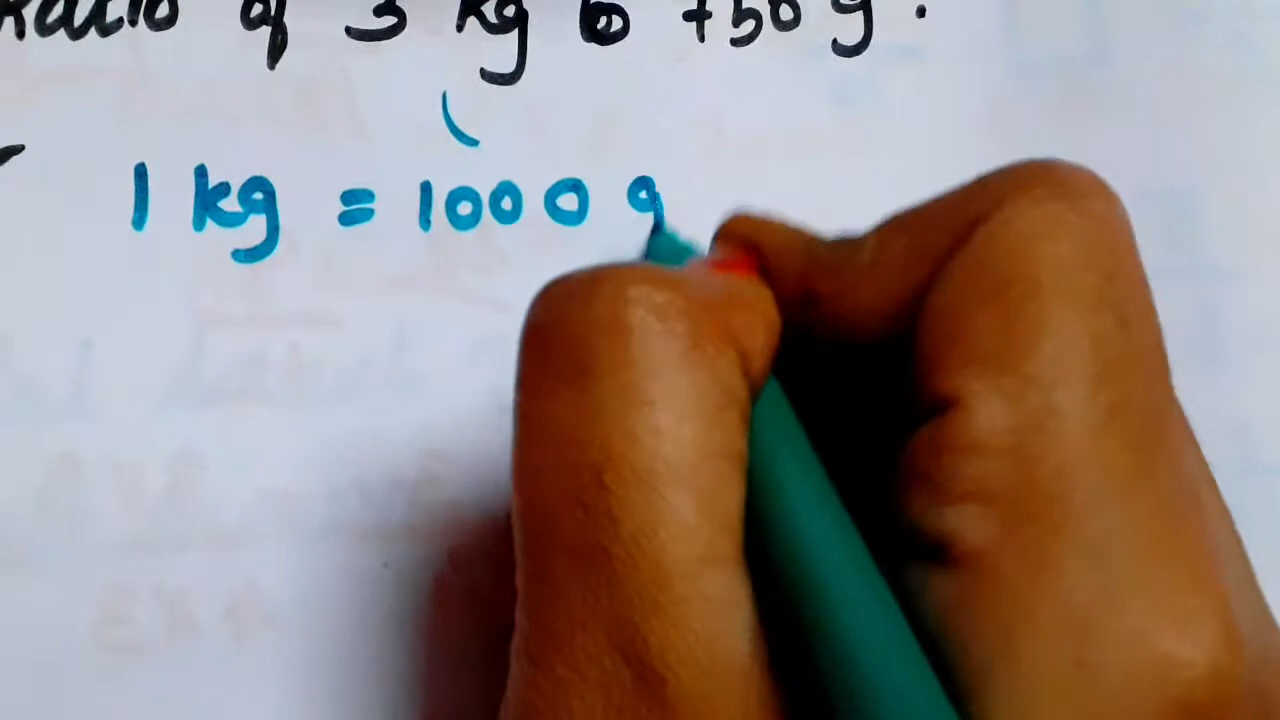 Ratio of 3 kg to 750 g.
1 kg = 1000 g